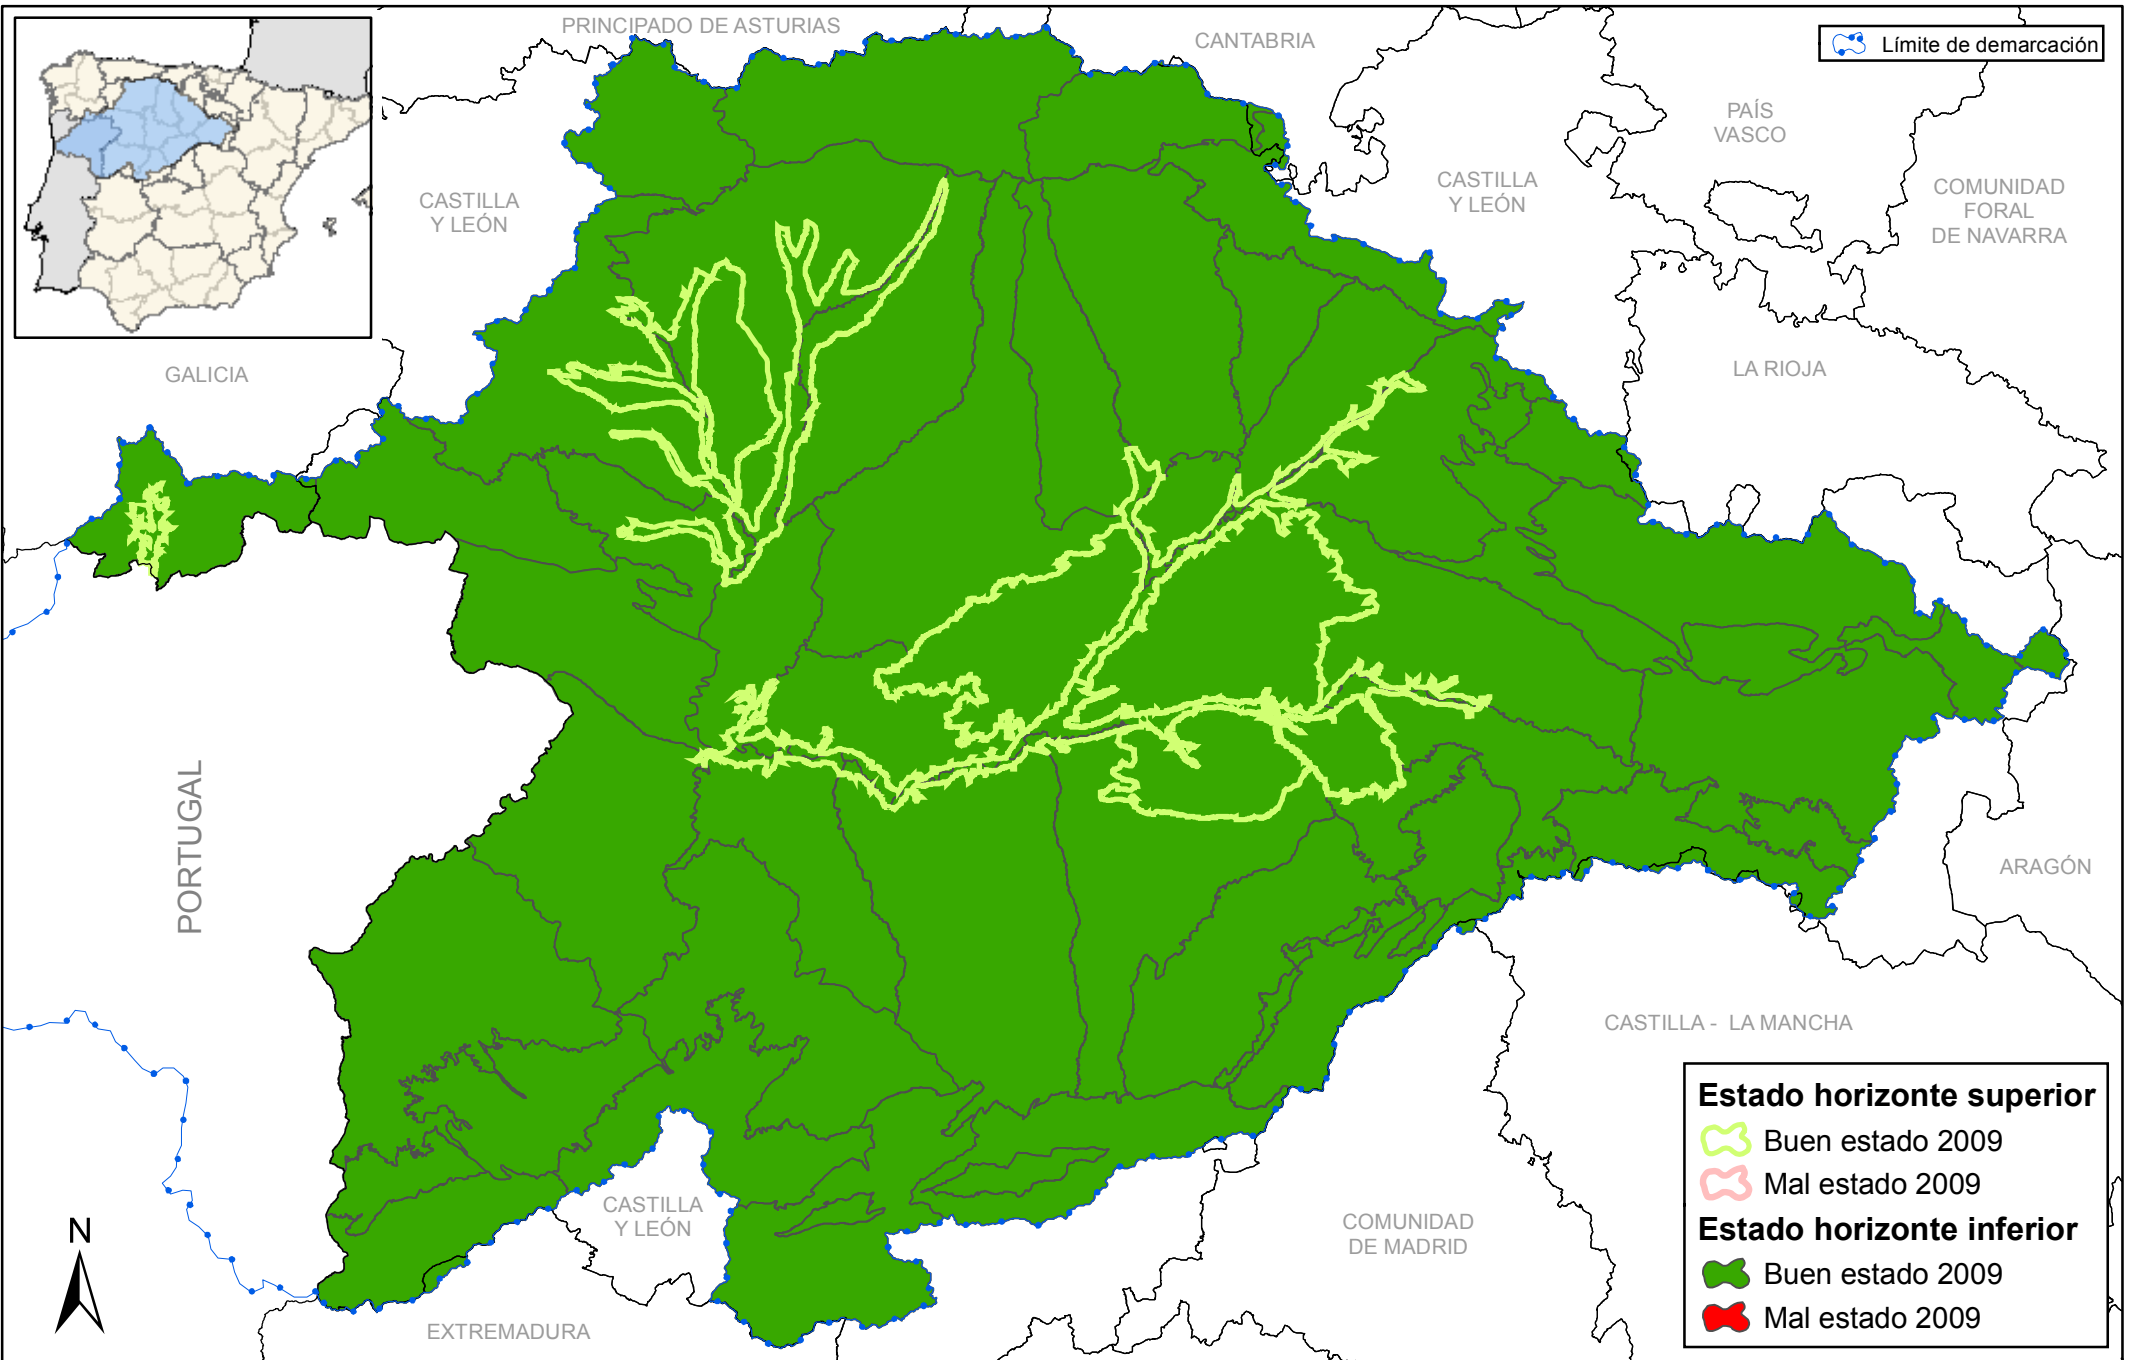 PRINCIPADO DE ASTURIAS
CANTABRIA
Límite de demarcación
PAÍS
VASCO
CASTILLA
Y LEÓN
CASTILLA
Y LEÓN
COMUNIDAD
FORAL
DE NAVARRA
GALICIA
LA RIOJA
PORTUGAL
ARAGÓN
CASTILLA - LA MANCHA
CASTILLA
Y LEÓN
COMUNIDAD
DE MADRID
EXTREMADURA
N
Estado horizonte superior
Buen estado 2009
Mal estado 2009
Estado horizonte inferior
Buen estado 2009
Mal estado 2009